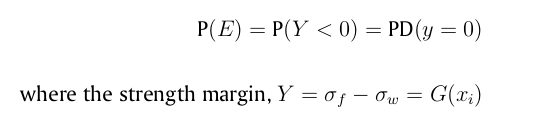 P(E) = P(Y < 0) = PD(y = 0)
where the strength margin, Y = σ_f − σ_w = G(x_i)